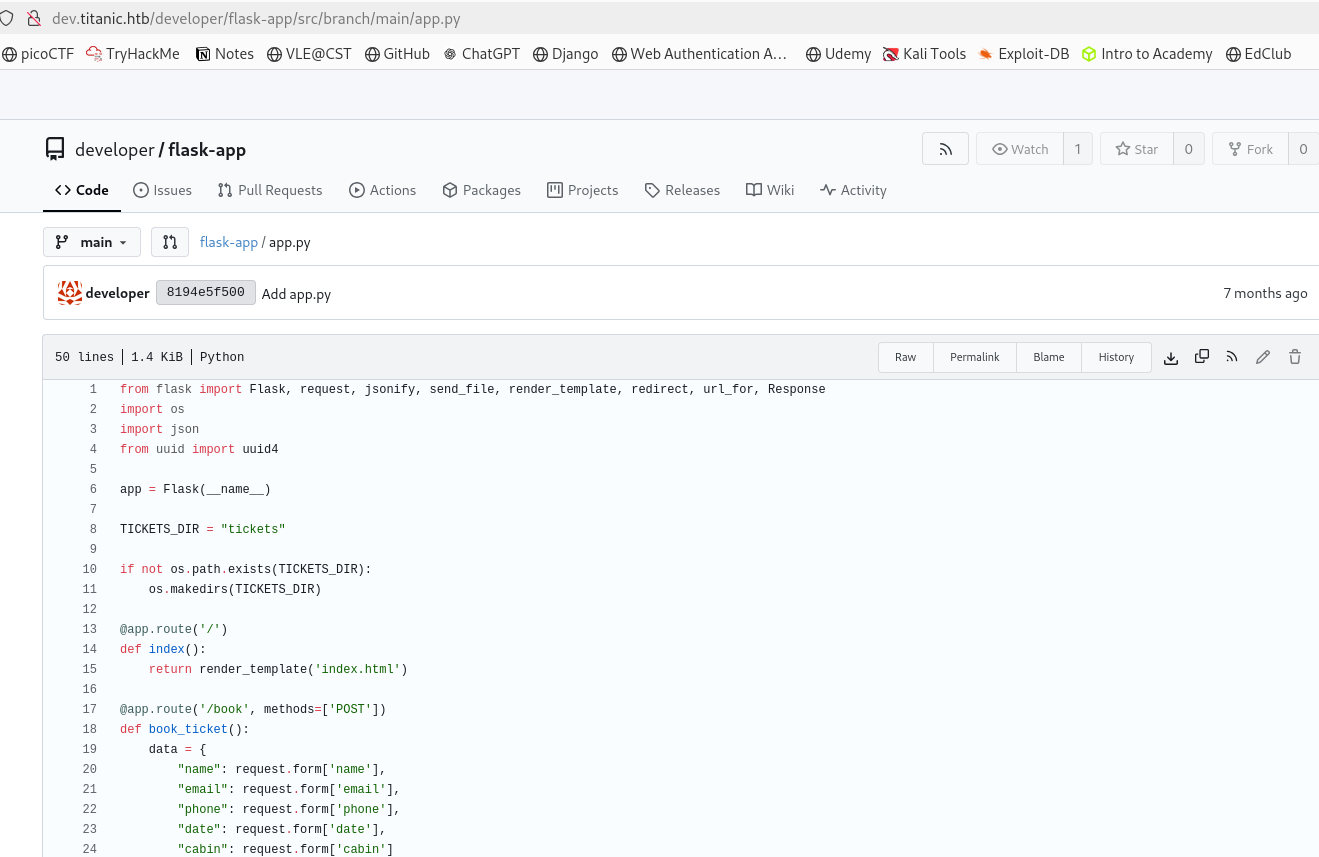 dev.titanic.htb/developer/flask-app/src/branch/main/app.py
picoCTF TryHackMe Notes VLE@CST GitHub ChatGPT Django Web Authentication A… Udemy Kali Tools Exploit-DB Intro to Academy EdClub
developer / flask-app Watch 1 Star 0 Fork 0
Code Issues Pull Requests Actions Packages Projects Releases Wiki Activity
main flask-app / app.py
developer 8194e5f500 Add app.py 7 months ago
50 lines 1.4 KiB Python Raw Permalink Blame History
1 from flask import Flask, request, jsonify, send_file, render_template, redirect, url_for, Response
2 import os
3 import json
4 from uuid import uuid4
5
6 app = Flask(__name__)
7
8 TICKETS_DIR = "tickets"
9
10 if not os.path.exists(TICKETS_DIR):
11     os.makedirs(TICKETS_DIR)
12
13 @app.route('/')
14 def index():
15     return render_template('index.html')
16
17 @app.route('/book', methods=['POST'])
18 def book_ticket():
19     data = {
20         "name": request.form['name'],
21         "email": request.form['email'],
22         "phone": request.form['phone'],
23         "date": request.form['date'],
24         "cabin": request.form['cabin']